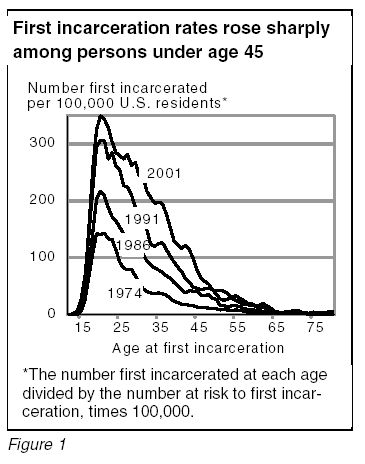 First incarceration rates rose sharply
among persons under age 45
Number first incarcerated
per 100,000 U.S. residents*
300
200
100
0
2001
1991
1986
1974
15 25 35 45 55 65 75
Age at first incarceration
*The number first incarcerated at each age
divided by the number at risk to first incar-
ceration, times 100,000.
Figure 1